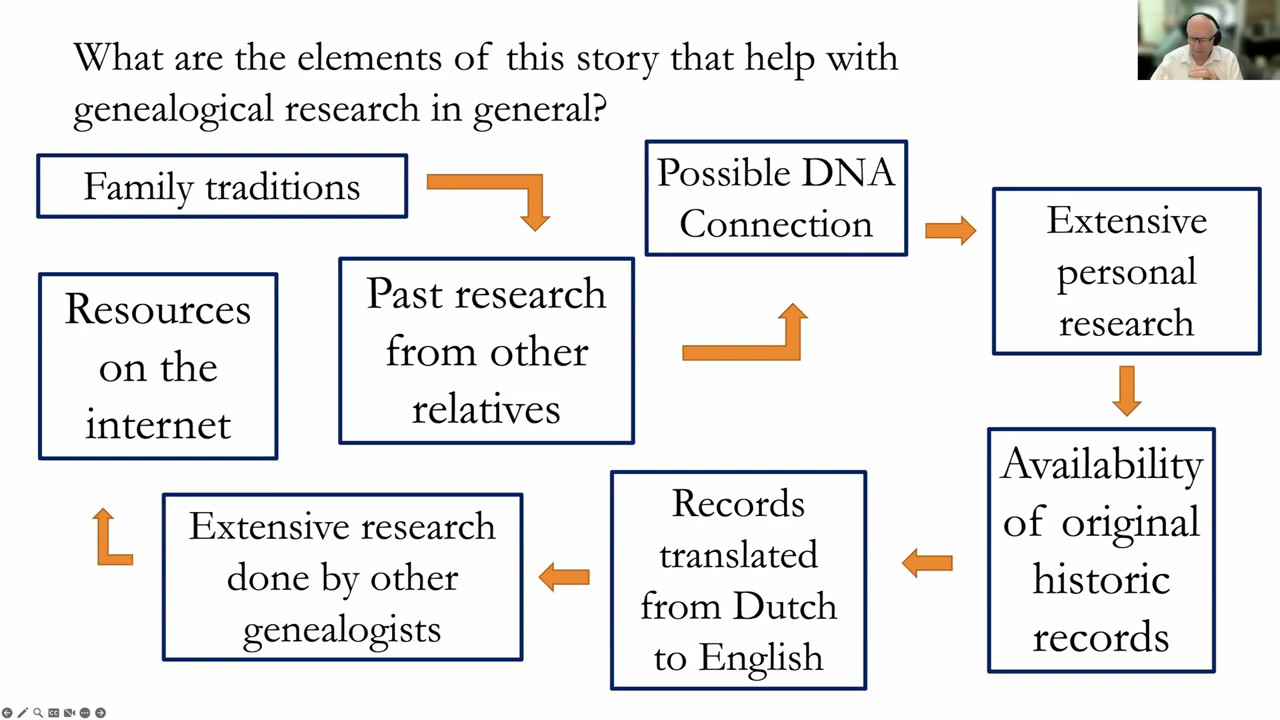 What are the elements of this story that help with
genealogical research in general?
Family traditions
Past research
from other
relatives
Possible DNA
Connection
Extensive
personal
research
Availability
of original
historic
records
Records
translated
from Dutch
to English
Extensive research
done by other
genealogists
Resources
on the
internet